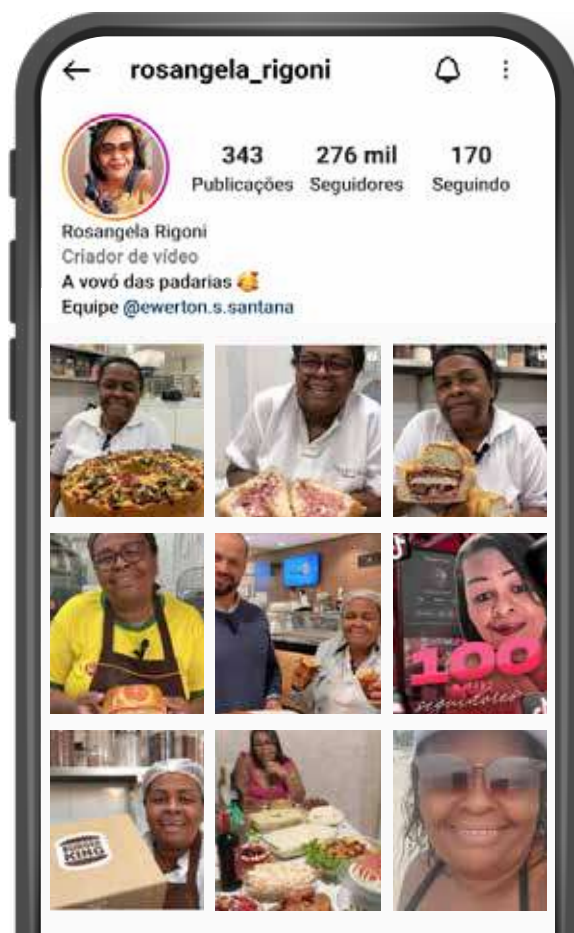 rosangela_rigoni
343 276 mil 170
Publicações Seguidores Seguindo
Rosangela Rigoni
Criador de vídeo
A vovó das padarias 🥰
Equipe @ewerton.s.santana
100
seguidores
BURGER
KING